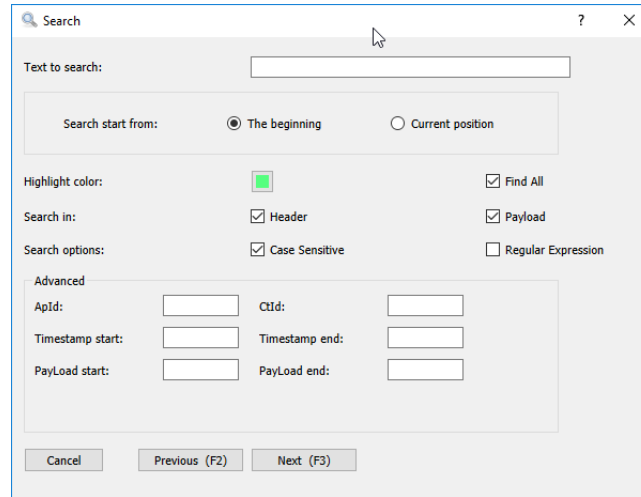 Search ?
Text to search:
Search start from: The beginning Current position
Highlight color: Find All
Search in: Header Payload
Search options: Case Sensitive Regular Expression
Advanced
ApId: CtId:
Timestamp start: Timestamp end:
PayLoad start: PayLoad end:
Cancel Previous (F2) Next (F3)